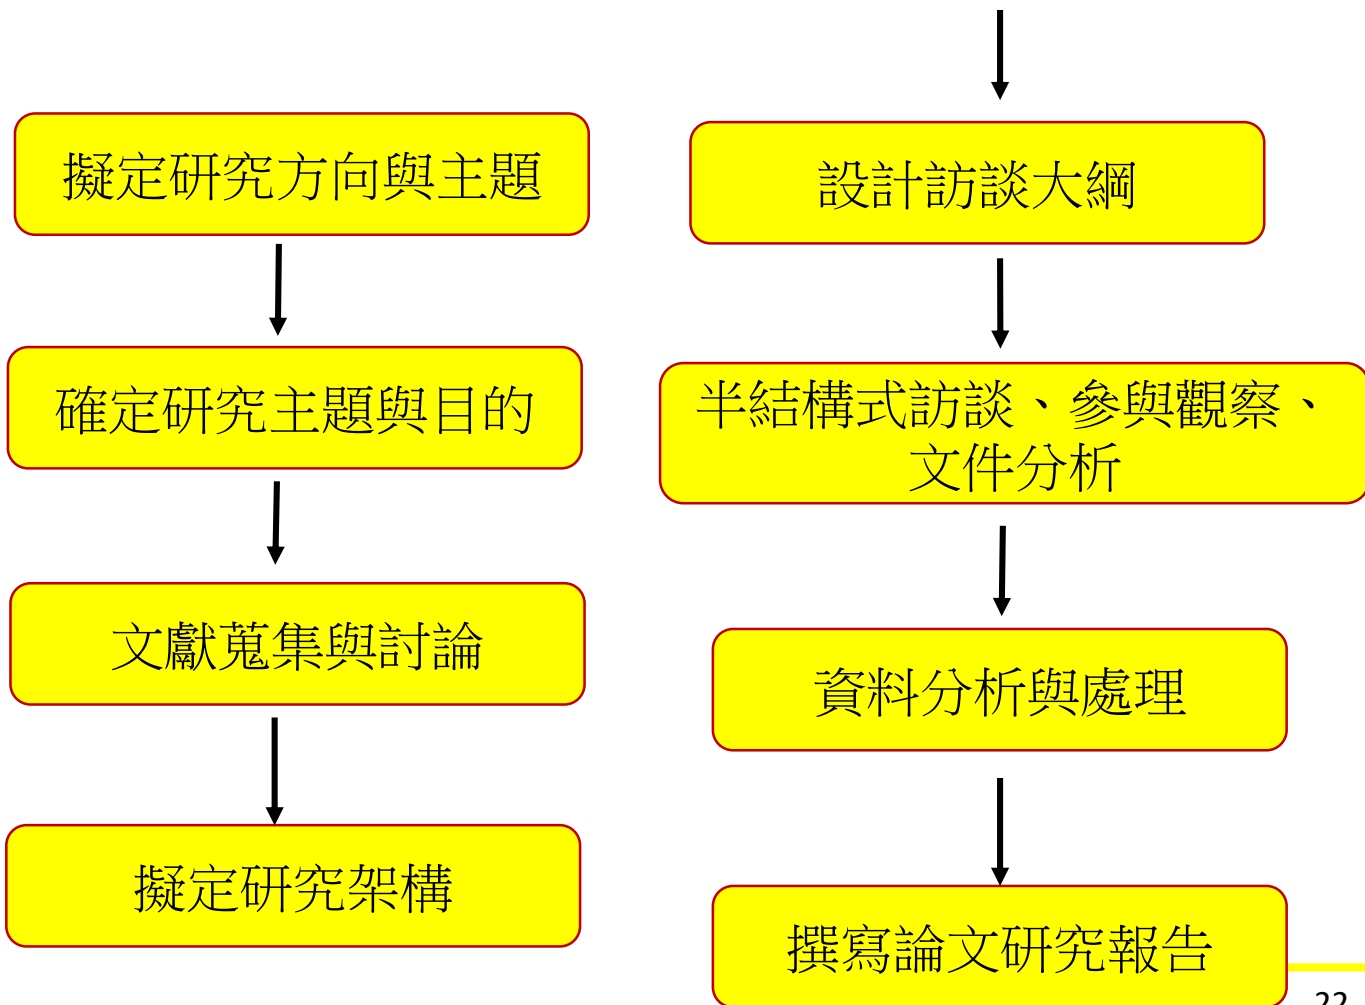 擬定研究方向與主題
確定研究主題與目的
文獻蒐集與討論
擬定研究架構
設計訪談大綱
半結構式訪談、參與觀察、
文件分析
資料分析與處理
撰寫論文研究報告
22